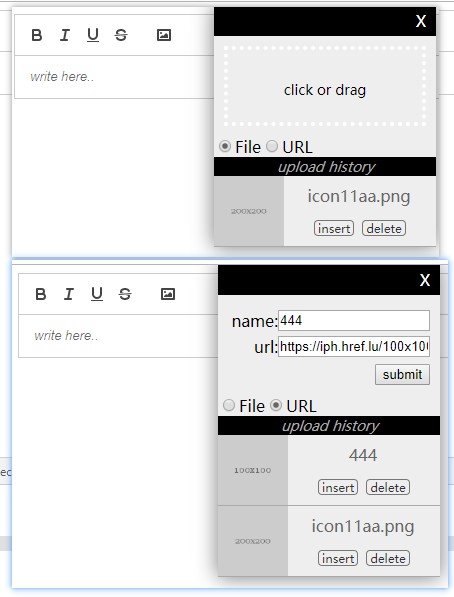 X
B I U S
write here..
click or drag
File URL
upload history
200X200
icon11aa.png
insert delete
X
B I U S
write here..
name: 444
url: https://iph.href.lu/100x100
submit
File URL
upload history
100X100
444
insert delete
200X200
icon11aa.png
insert delete